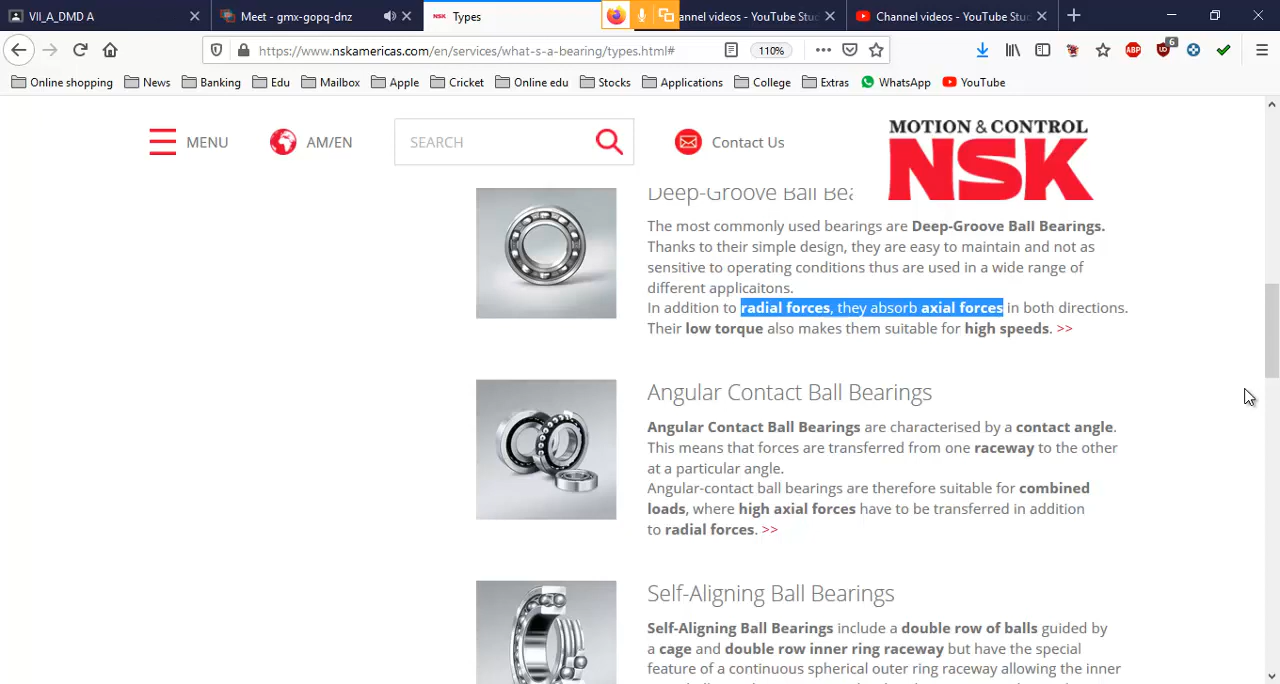 VII_A_DMD A
Meet - gmx-gopq-dnz
NSK Types
hannel videos - YouTube Stu
Channel videos - YouTube Stu
https://www.nskamericas.com/en/services/what-s-a-bearing/types.html#
110%
ABP
6
Online shopping News Banking Edu Mailbox Apple Cricket Online edu Stocks Applications College Extras WhatsApp YouTube
MENU
AM/EN
SEARCH
Contact Us
MOTION & CONTROL
NSK
Deep-Groove Ball Bea
The most commonly used bearings are Deep-Groove Ball Bearings.
Thanks to their simple design, they are easy to maintain and not as
sensitive to operating conditions thus are used in a wide range of
different applicaitons.
In addition to radial forces, they absorb axial forces in both directions.
Their low torque also makes them suitable for high speeds. >>
Angular Contact Ball Bearings
Angular Contact Ball Bearings are characterised by a contact angle.
This means that forces are transferred from one raceway to the other
at a particular angle.
Angular-contact ball bearings are therefore suitable for combined
loads, where high axial forces have to be transferred in addition
to radial forces. >>
Self-Aligning Ball Bearings
Self-Aligning Ball Bearings include a double row of balls guided by
a cage and double row inner ring raceway but have the special
feature of a continuous spherical outer ring raceway allowing the inner